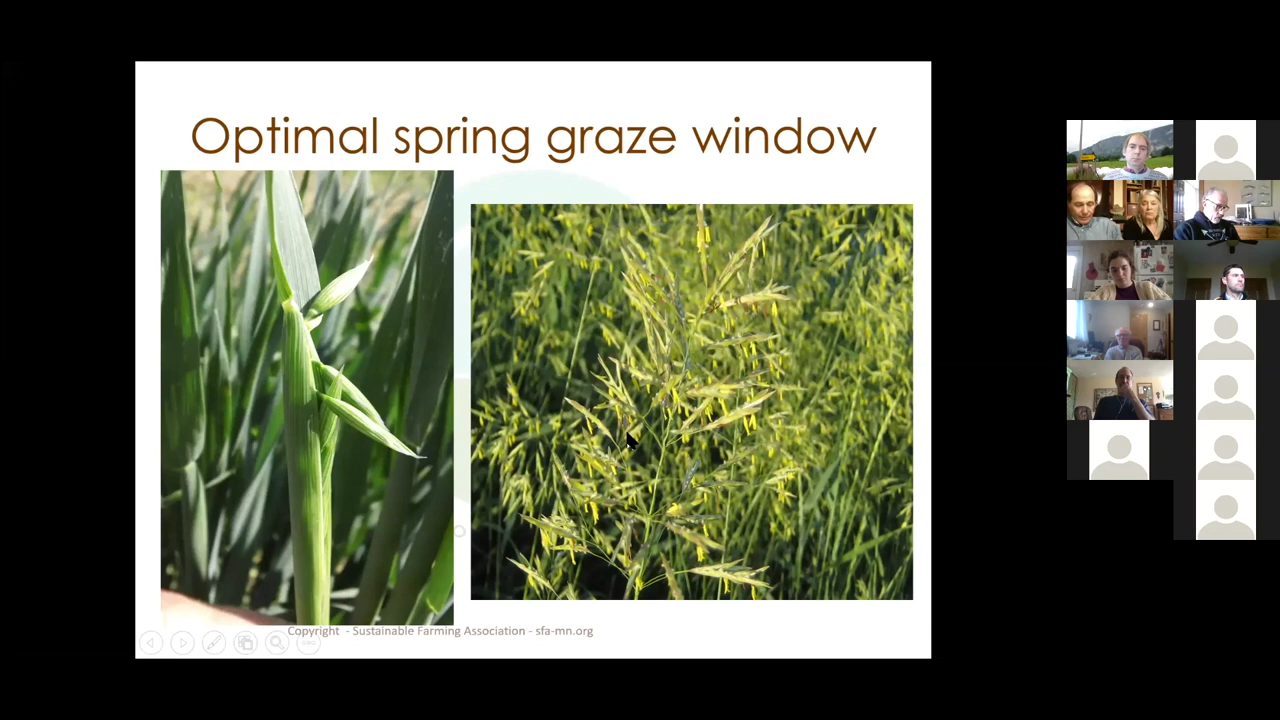 Optimal spring graze window
Copyright - Sustainable Farming Association - sfa-mn.org